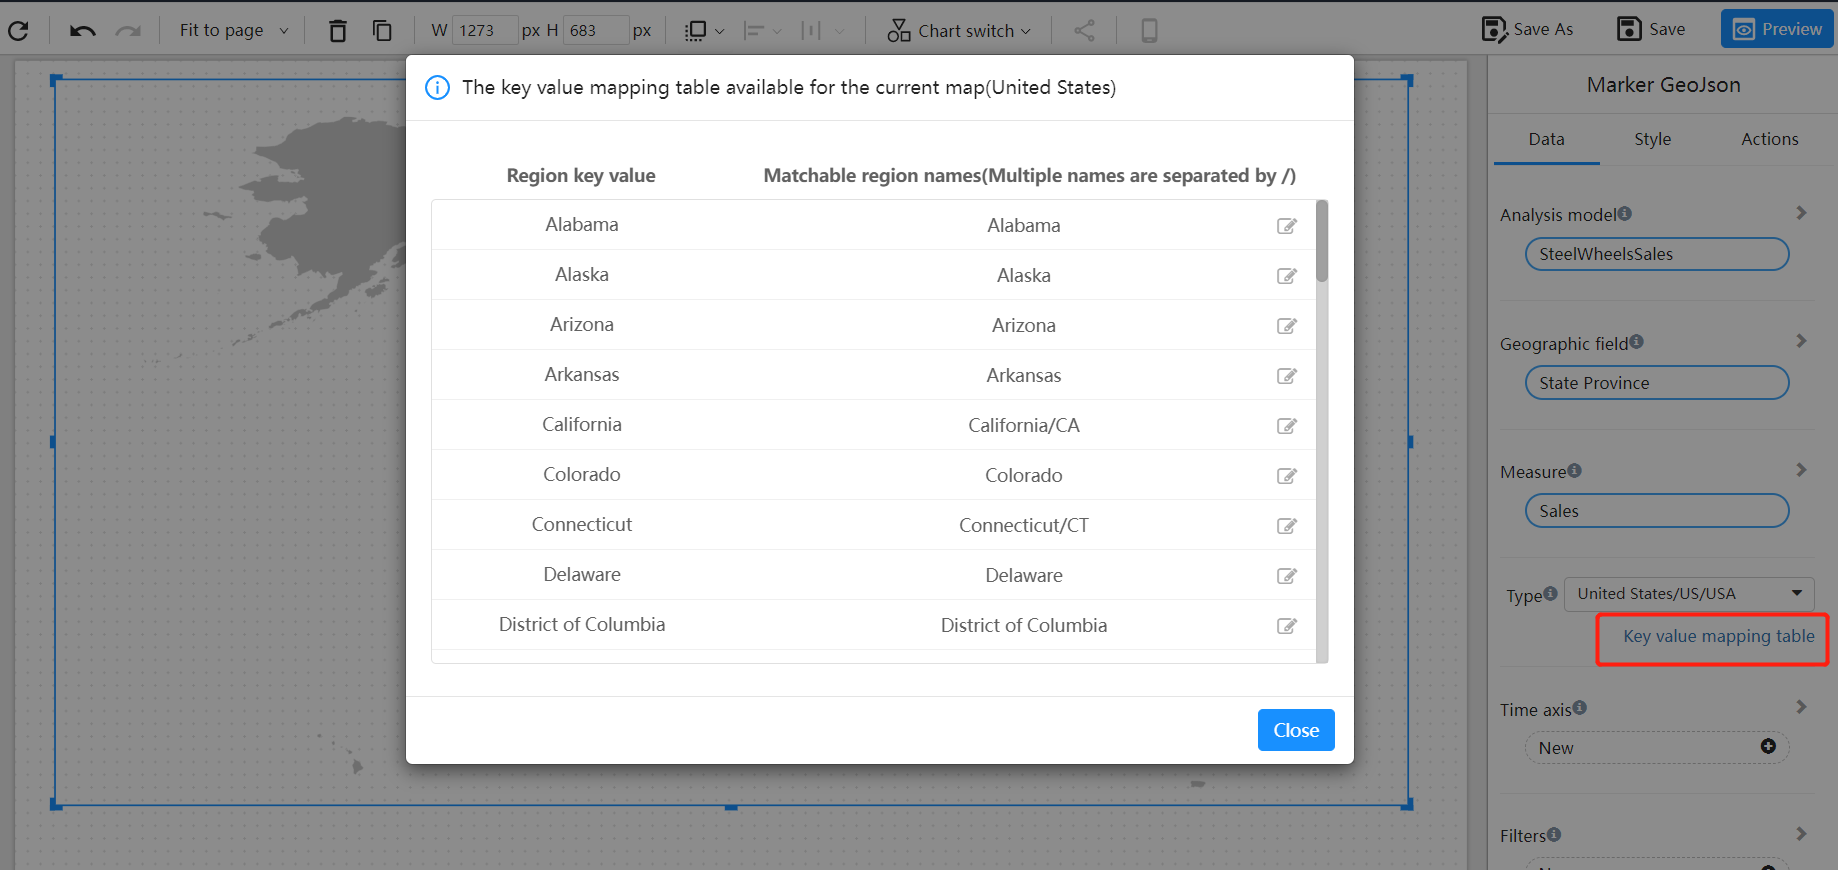 Fit to page W 1273 px H 683 px Chart switch Save As Save Preview
The key value mapping table available for the current map(United States)
Region key value Matchable region names(Multiple names are separated by /)
Alabama Alabama
Alaska Alaska
Arizona Arizona
Arkansas Arkansas
California California/CA
Colorado Colorado
Connecticut Connecticut/CT
Delaware Delaware
District of Columbia District of Columbia
Close
Marker GeoJson
Data Style Actions
Analysis model
SteelWheelsSales
Geographic field
State Province
Measure
Sales
Type United States/US/USA
Key value mapping table
Time axis
New
Filters